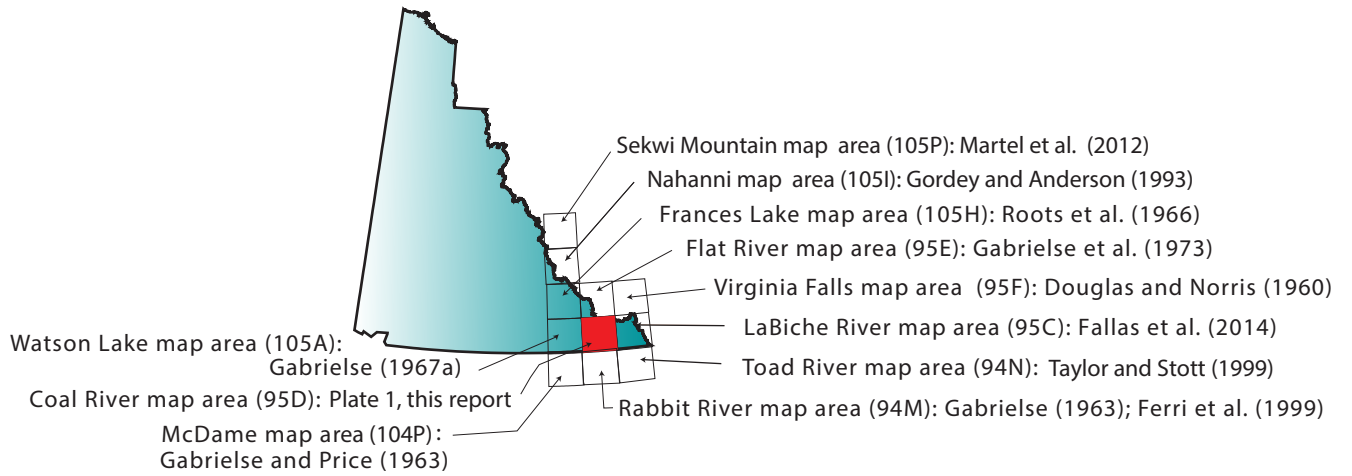 Sekwi Mountain map area (105P): Martel et al. (2012)
Nahanni map area (105I): Gordey and Anderson (1993)
Frances Lake map area (105H): Roots et al. (1966)
Flat River map area (95E): Gabrielse et al. (1973)
Virginia Falls map area (95F): Douglas and Norris (1960)
LaBiche River map area (95C): Fallas et al. (2014)
Watson Lake map area (105A):
Gabrielse (1967a)
Toad River map area (94N): Taylor and Stott (1999)
Coal River map area (95D): Plate 1, this report
Rabbit River map area (94M): Gabrielse (1963); Ferri et al. (1999)
McDame map area (104P):
Gabrielse and Price (1963)